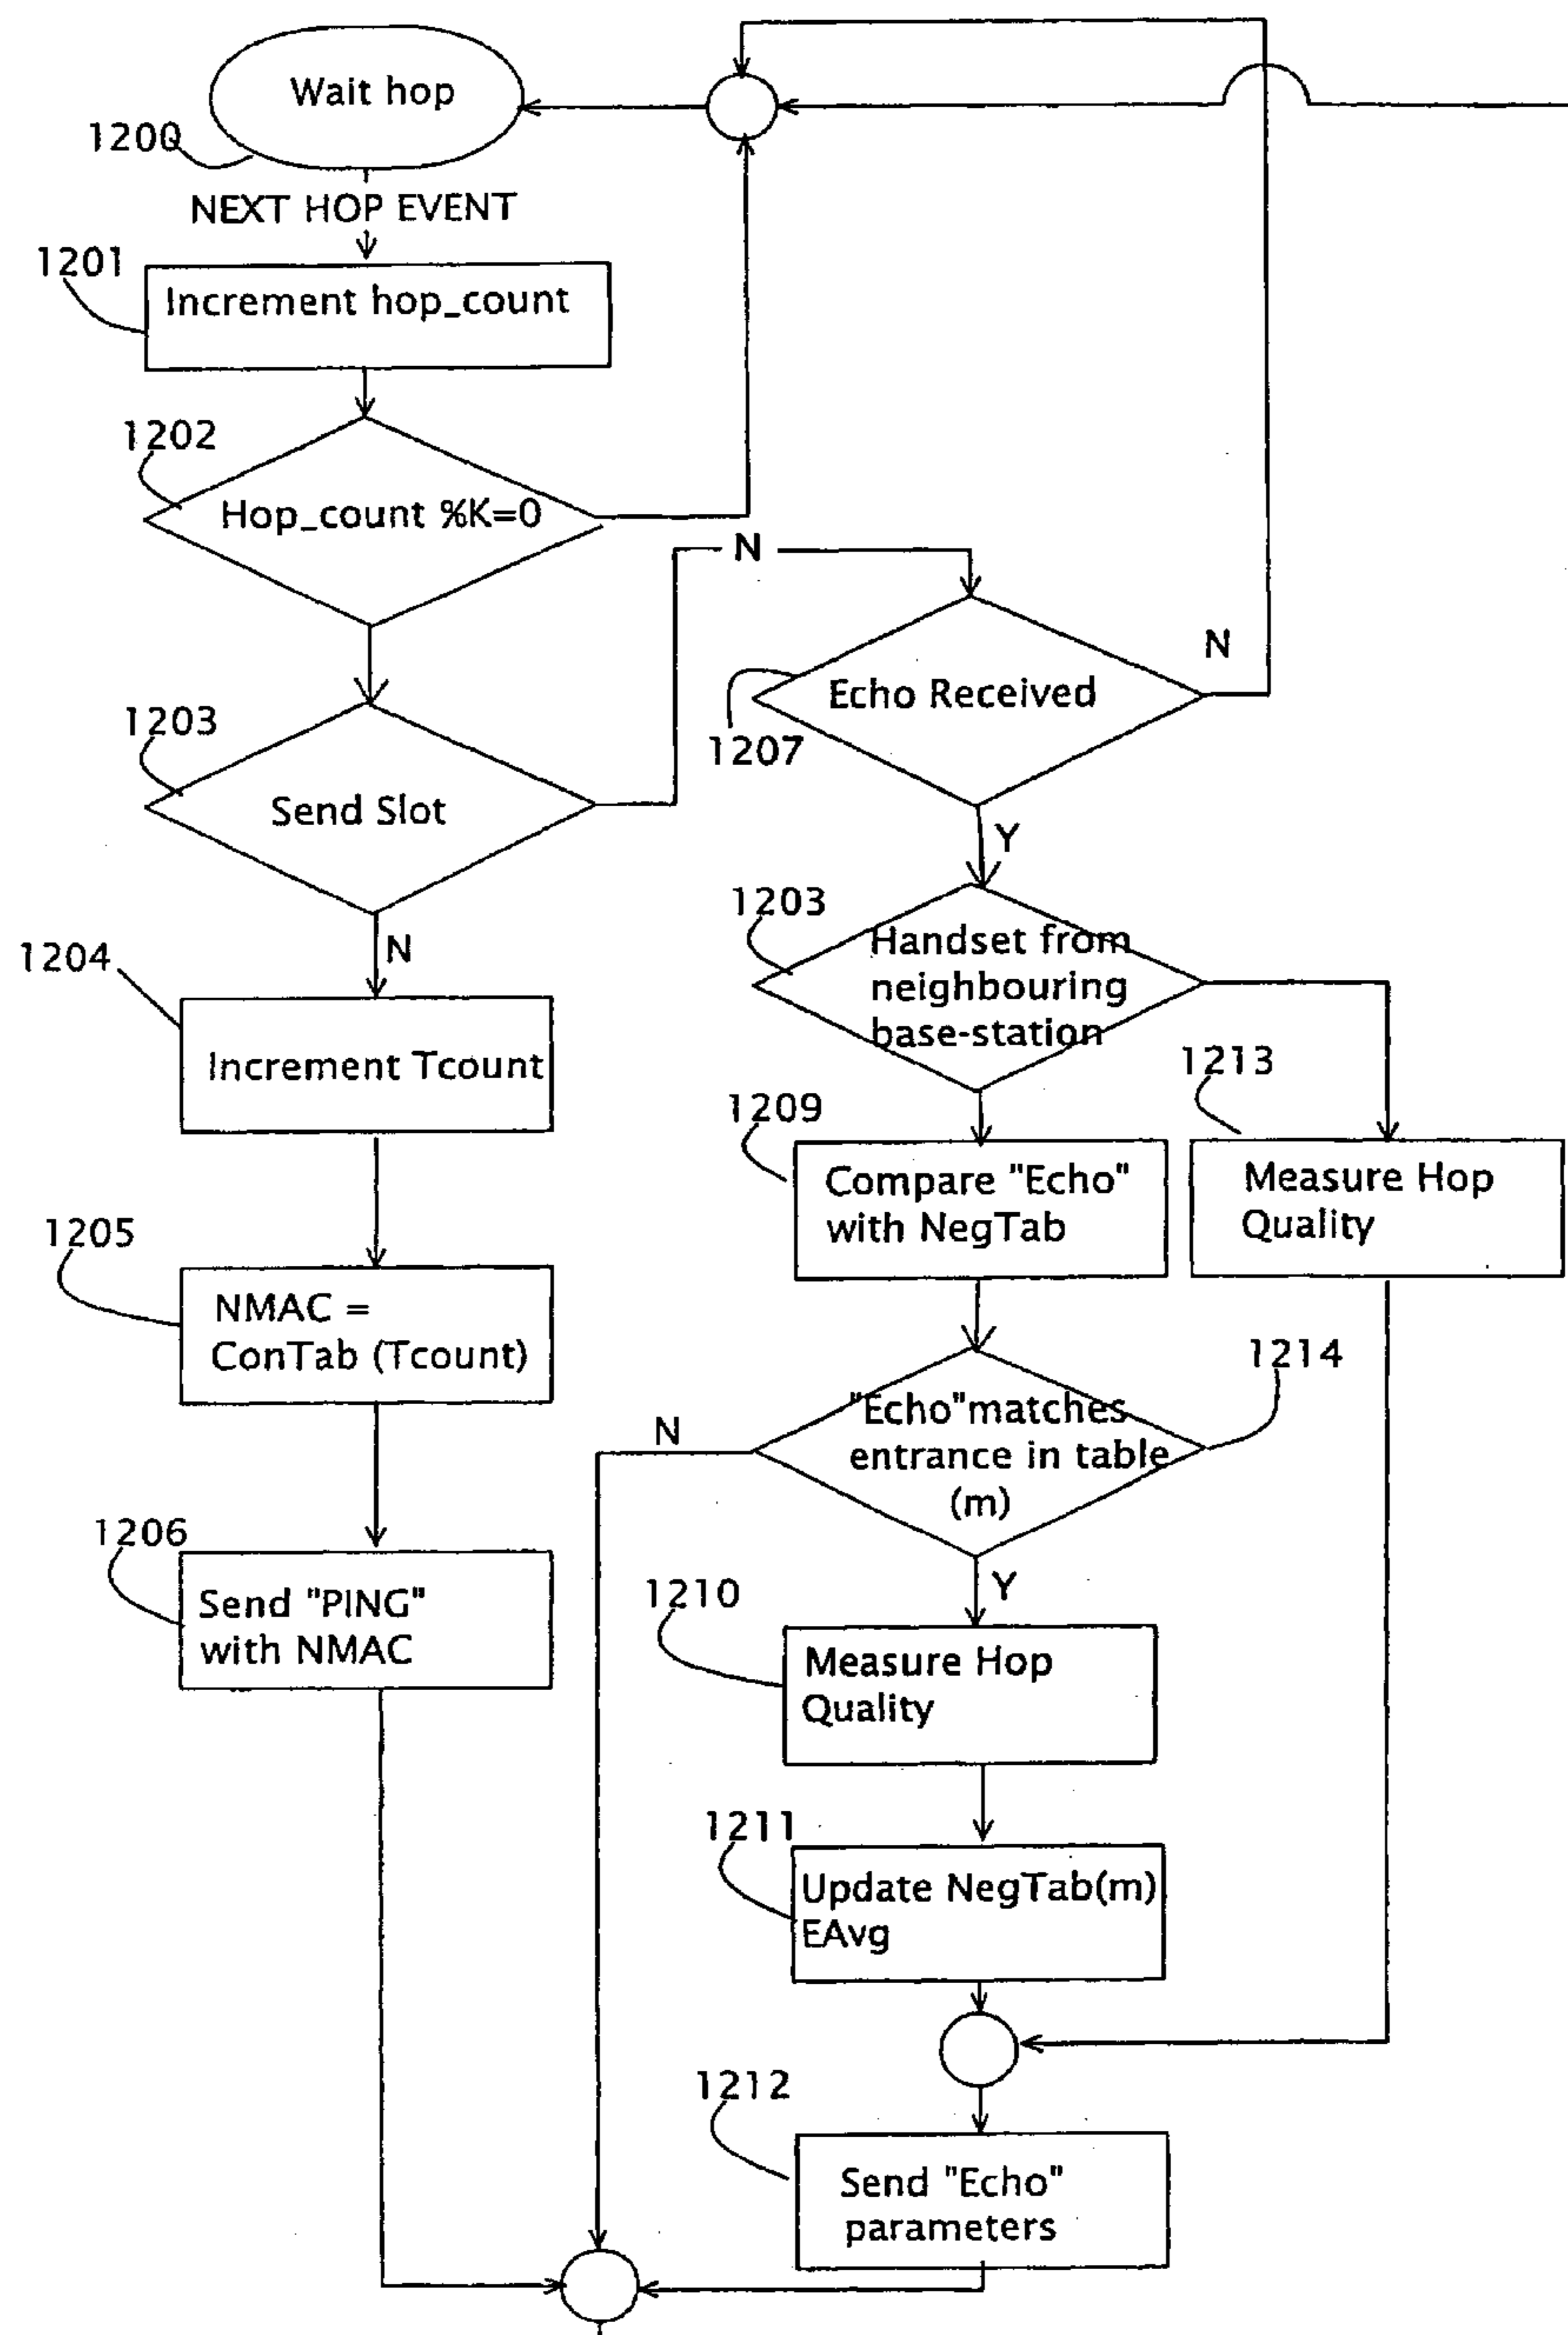 Wait hop
1200
NEXT HOP EVENT
1201
Increment hop_count
1202
Hop_count %K=0
N
N
Echo Received
1207
1203
Send Slot
Y
1203
Handset from
neighbouring
base-station
N
1204
Increment Tcount
1213
1209
Compare "Echo"
with NegTab
Measure Hop
Quality
1205
NMAC =
ConTab (Tcount)
1214
"Echo"matches
entrance in table
(m)
N
1206
Send "PING"
with NMAC
Y
1210
Measure Hop
Quality
1211
Update NegTab(m)
EAvg
1212
Send "Echo"
parameters